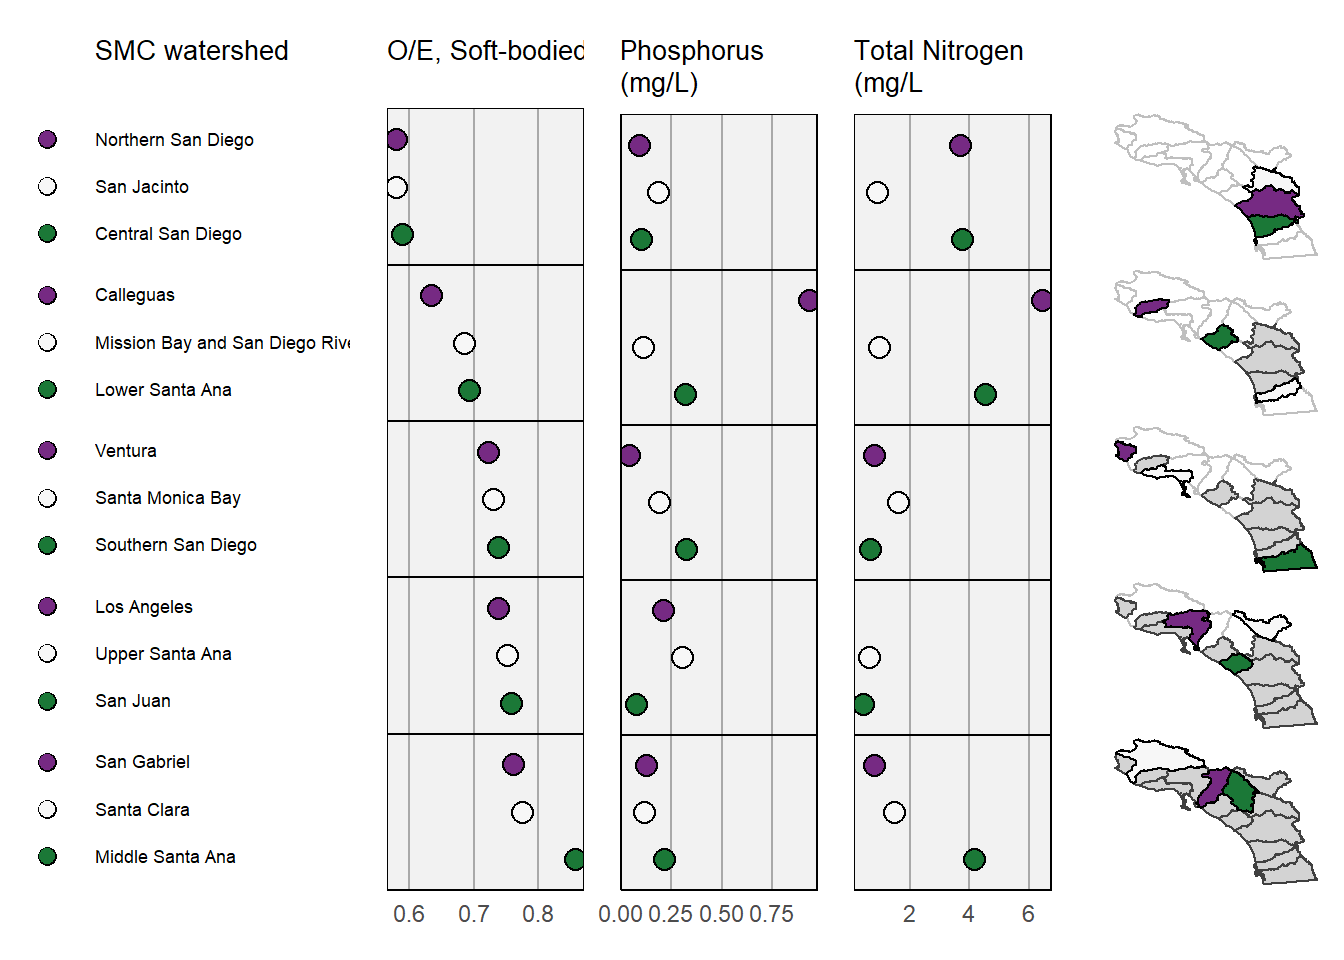 SMC watershed
O/E, Soft-bodied
Phosphorus
(mg/L)
Total Nitrogen
(mg/L
Northern San Diego
San Jacinto
Central San Diego
Calleguas
Mission Bay and San Diego Rive
Lower Santa Ana
Ventura
Santa Monica Bay
Southern San Diego
Los Angeles
Upper Santa Ana
San Juan
San Gabriel
Santa Clara
Middle Santa Ana
0.6 0.7 0.8
0.00 0.25 0.50 0.75
2 4 6